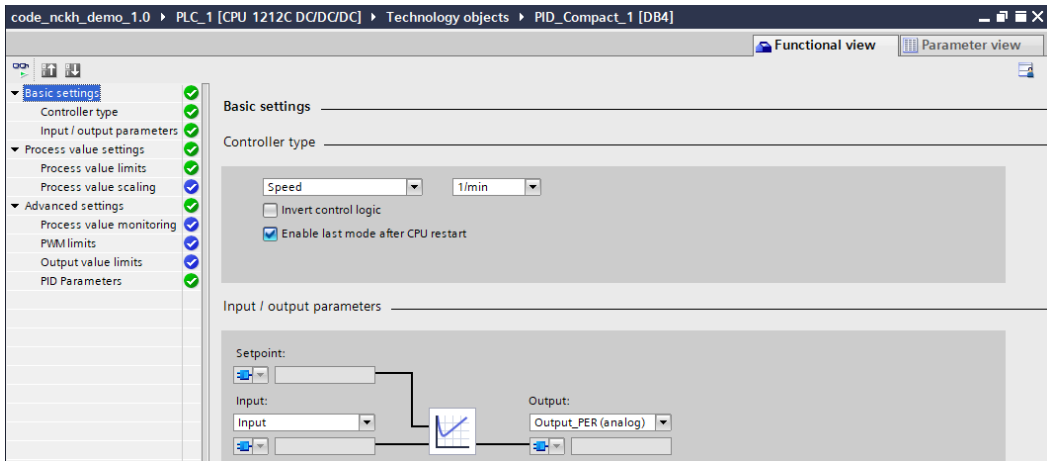 code_nckh_demo_1.0 ▸ PLC_1 [CPU 1212C DC/DC/DC] ▸ Technology objects ▸ PID_Compact_1 [DB4]
Functional view
Parameter view
Basic settings
Controller type
Input / output parameters
Process value settings
Process value limits
Process value scaling
Advanced settings
Process value monitoring
PWM limits
Output value limits
PID Parameters
Basic settings
Controller type
Speed
1/min
Invert control logic
Enable last mode after CPU restart
Input / output parameters
Setpoint:
Input:
Output:
Input
Output_PER (analog)